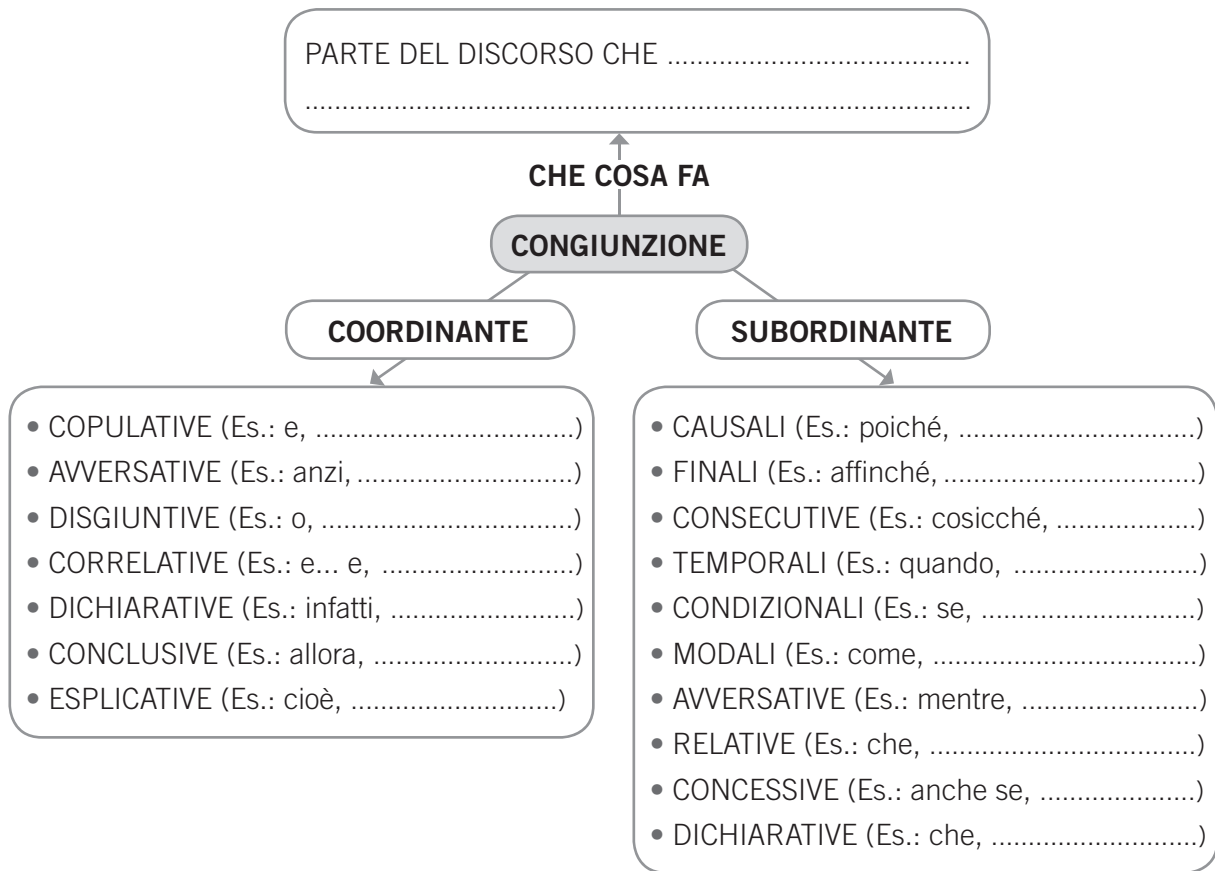 PARTE DEL DISCORSO CHE .........................................
..........................................................................................
CHE COSA FA
CONGIUNZIONE
COORDINANTE
SUBORDINANTE
• COPULATIVE (Es.: e, ...................................)
• AVVERSATIVE (Es.: anzi, .............................)
• DISGIUNTIVE (Es.: o, ..................................)
• CORRELATIVE (Es.: e... e, ..........................)
• DICHIARATIVE (Es.: infatti, .........................)
• CONCLUSIVE (Es.: allora, ...........................)
• ESPLICATIVE (Es.: cioè, ............................)
• CAUSALI (Es.: poiché, .................................)
• FINALI (Es.: affinché, ..................................)
• CONSECUTIVE (Es.: cosicché, ...................)
• TEMPORALI (Es.: quando, .........................)
• CONDIZIONALI (Es.: se, .............................)
• MODALI (Es.: come, ....................................)
• AVVERSATIVE (Es.: mentre, .......................)
• RELATIVE (Es.: che, ....................................)
• CONCESSIVE (Es.: anche se, .....................)
• DICHIARATIVE (Es.: che, ............................)